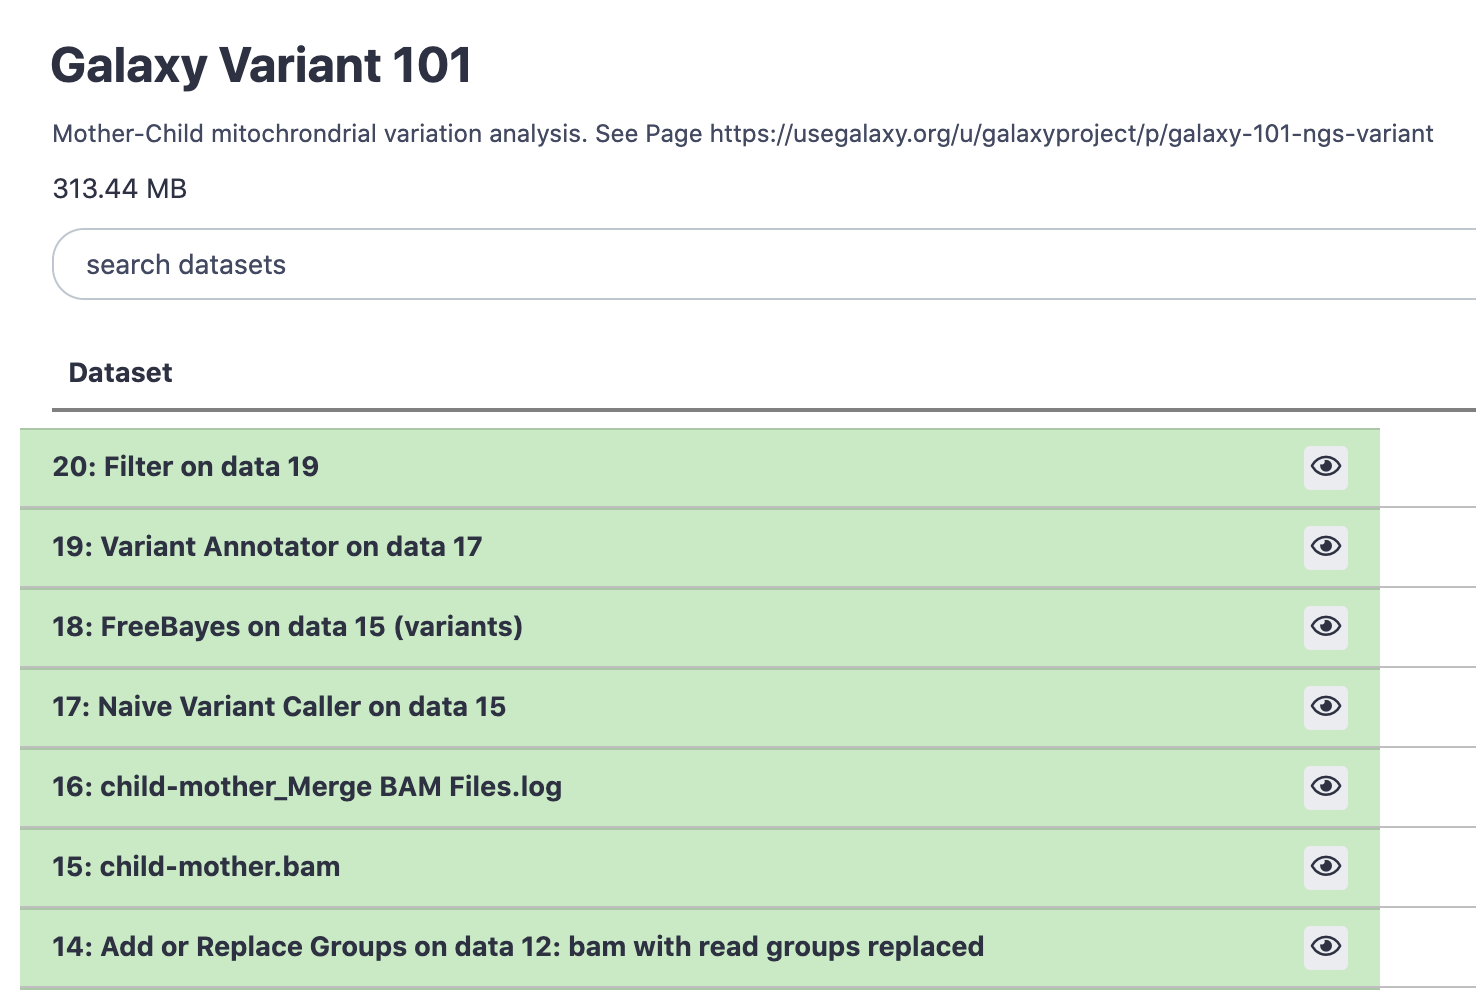 Galaxy Variant 101
Mother-Child mitochrondrial variation analysis. See Page https://usegalaxy.org/u/galaxyproject/p/galaxy-101-ngs-variant
313.44 MB
search datasets
Dataset
20: Filter on data 19
19: Variant Annotator on data 17
18: FreeBayes on data 15 (variants)
17: Naive Variant Caller on data 15
16: child-mother_Merge BAM Files.log
15: child-mother.bam
14: Add or Replace Groups on data 12: bam with read groups replaced